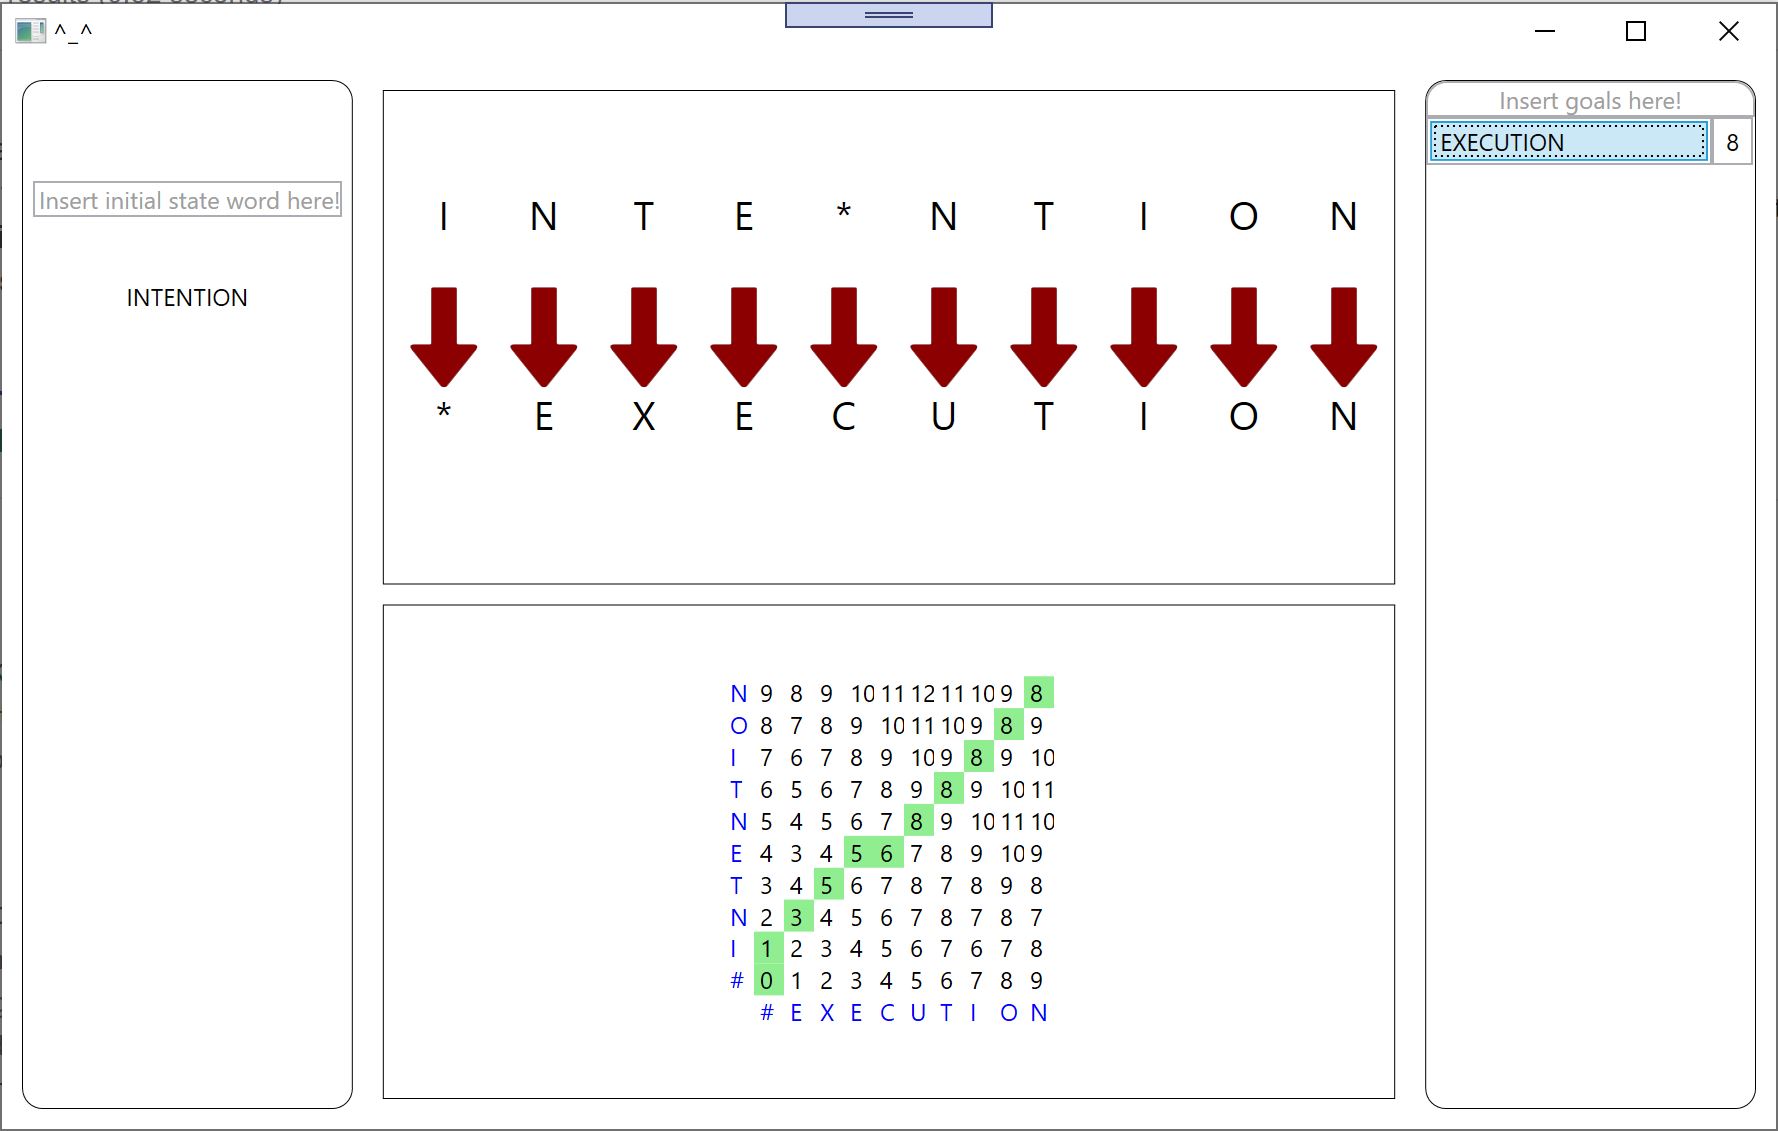 ^_^
Insert initial state word here!
INTENTION
I N T E * N T I O N
* E X E C U T I O N
N 9 8 9 10 11 12 11 10 9 8
O 8 7 8 9 10 11 10 9 8 9
I 7 6 7 8 9 10 9 8 9 10
T 6 5 6 7 8 9 8 9 10 11
N 5 4 5 6 7 8 9 10 11 10
E 4 3 4 5 6 7 8 9 10 9
T 3 4 5 6 7 8 7 8 9 8
N 2 3 4 5 6 7 8 7 8 7
I 1 2 3 4 5 6 7 6 7 8
# 0 1 2 3 4 5 6 7 8 9
# E X E C U T I O N
Insert goals here!
EXECUTION 8